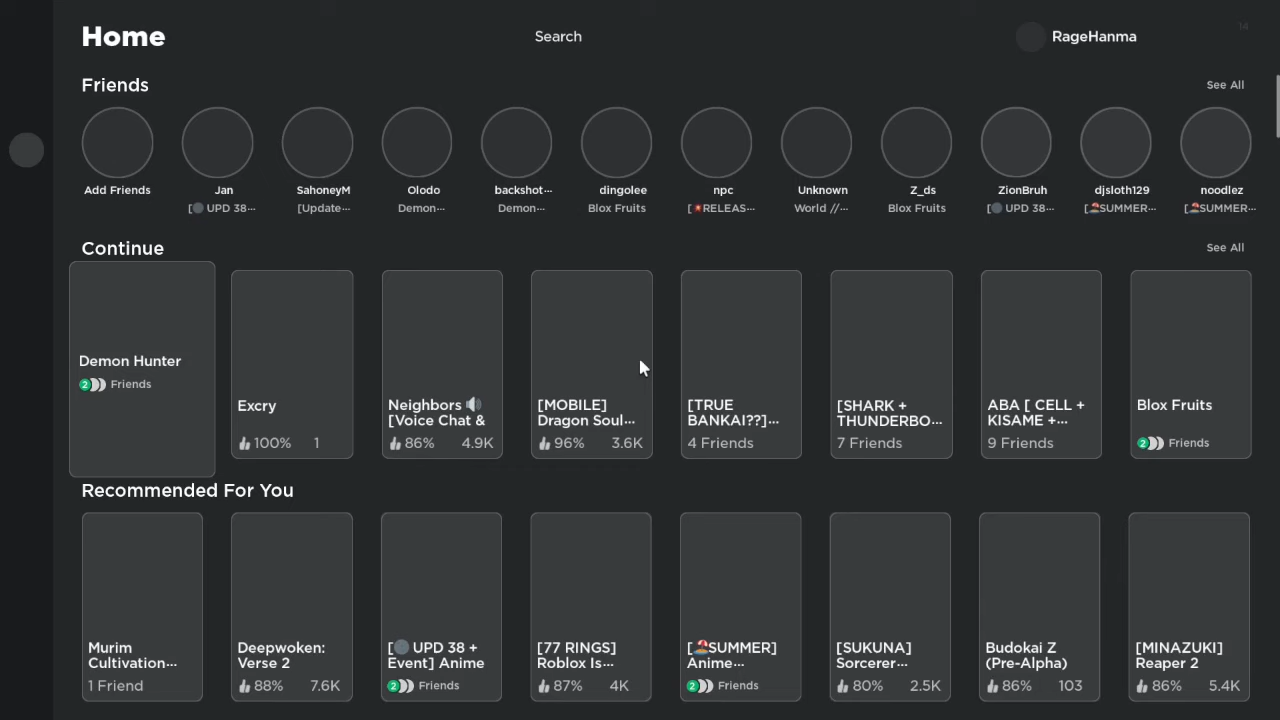 Home
Search
RageHanma
14
Friends
See All
Add Friends
Jan
SahoneyM
Olodo
backshot···
dingolee
npc
Unknown
Z_ds
ZionBruh
djsloth129
noodlez
[🌑 UPD 38···
[Update···
Demon···
Demon···
Blox Fruits
[💥RELEAS···
World //···
Blox Fruits
[🌑 UPD 38···
[🏖️SUMMER···
[🏖️SUMMER···
Continue
See All
Demon Hunter
2 Friends
Excry
100% 1
Neighbors 🔊
[Voice Chat &
86% 4.9K
[MOBILE]
Dragon Soul···
96% 3.6K
[TRUE
BANKAI??]···
4 Friends
[SHARK +
THUNDERBO···
7 Friends
ABA [ CELL +
KISAME +···
9 Friends
Blox Fruits
2 Friends
Recommended For You
Murim
Cultivation···
1 Friend
Deepwoken:
Verse 2
88% 7.6K
[🌑 UPD 38 +
Event] Anime
2 Friends
[77 RINGS]
Roblox Is···
87% 4K
[🏖️SUMMER]
Anime···
2 Friends
[SUKUNA]
Sorcerer···
80% 2.5K
Budokai Z
(Pre-Alpha)
86% 103
[MINAZUKI]
Reaper 2
86% 5.4K